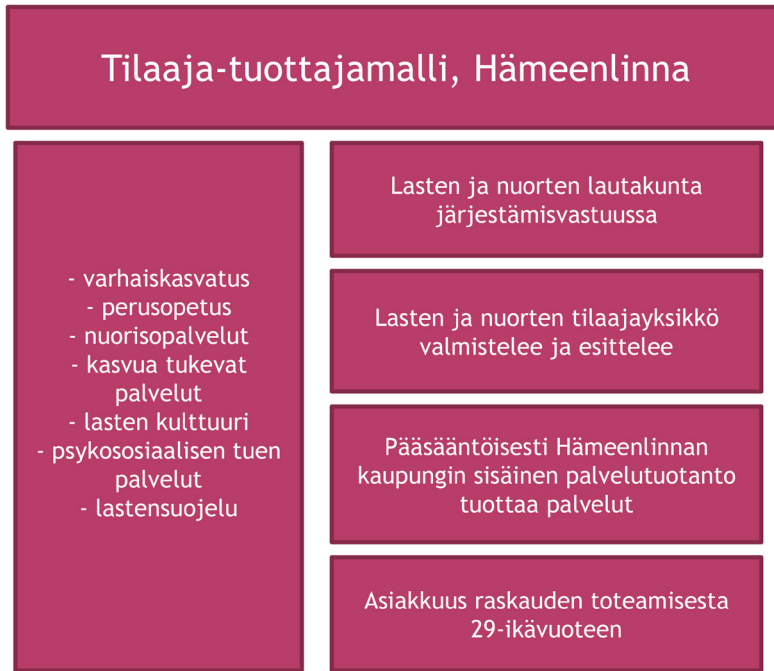 Tilaaja-tuottajamalli, Hämeenlinna
- varhaiskasvatus
- perusopetus
- nuorisopalvelut
- kasvua tukevat
palvelut
- lasten kulttuuri
- psykososiaalisen tuen
palvelut
- lastensuojelu
Lasten ja nuorten lautakunta
järjestämisvastuussa
Lasten ja nuorten tilaajayksikkö
valmistelee ja esittelee
Pääsääntöisesti Hämeenlinnan
kaupungin sisäinen palvelutuotanto
tuottaa palvelut
Asiakkuus raskauden toteamisesta
29-ikävuoteen